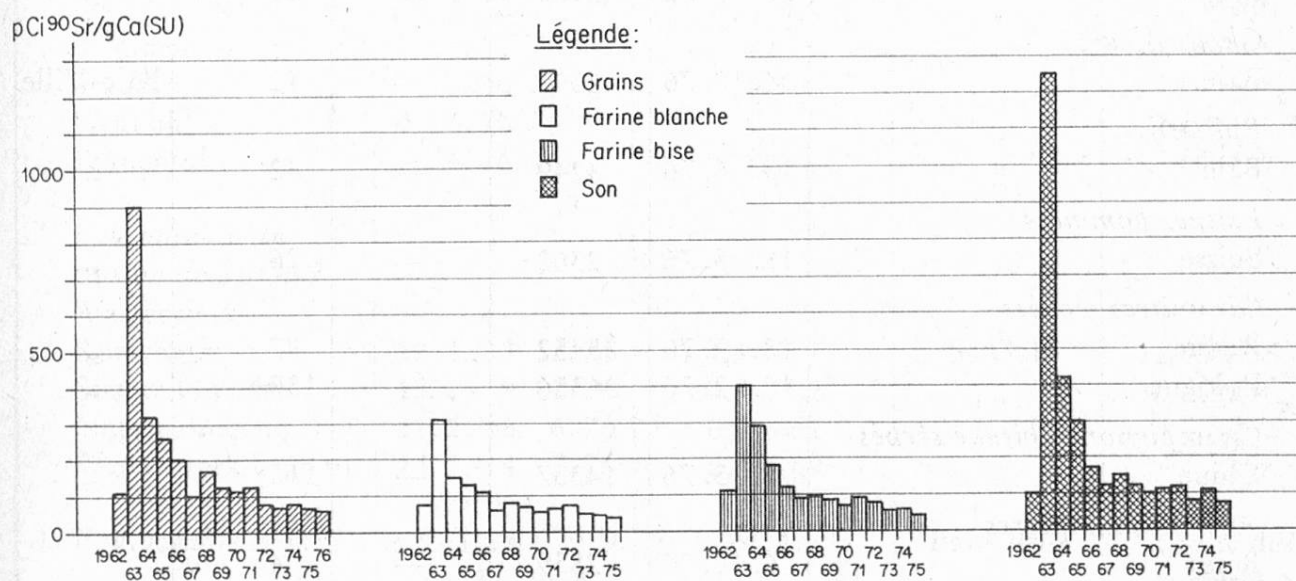 pCi⁹⁰Sr/gCa(SU)
Légende:
Grains
Farine blanche
Farine bise
Son
1000
500
0
1962 64 66 68 70 72 74 76
63 65 67 69 71 73 75
1962 64 66 68 70 72 74
63 65 67 69 71 73 75
1962 64 66 68 70 72 74
63 65 67 69 71 73 75
1962 64 66 68 70 72 74
63 65 67 69 71 73 75